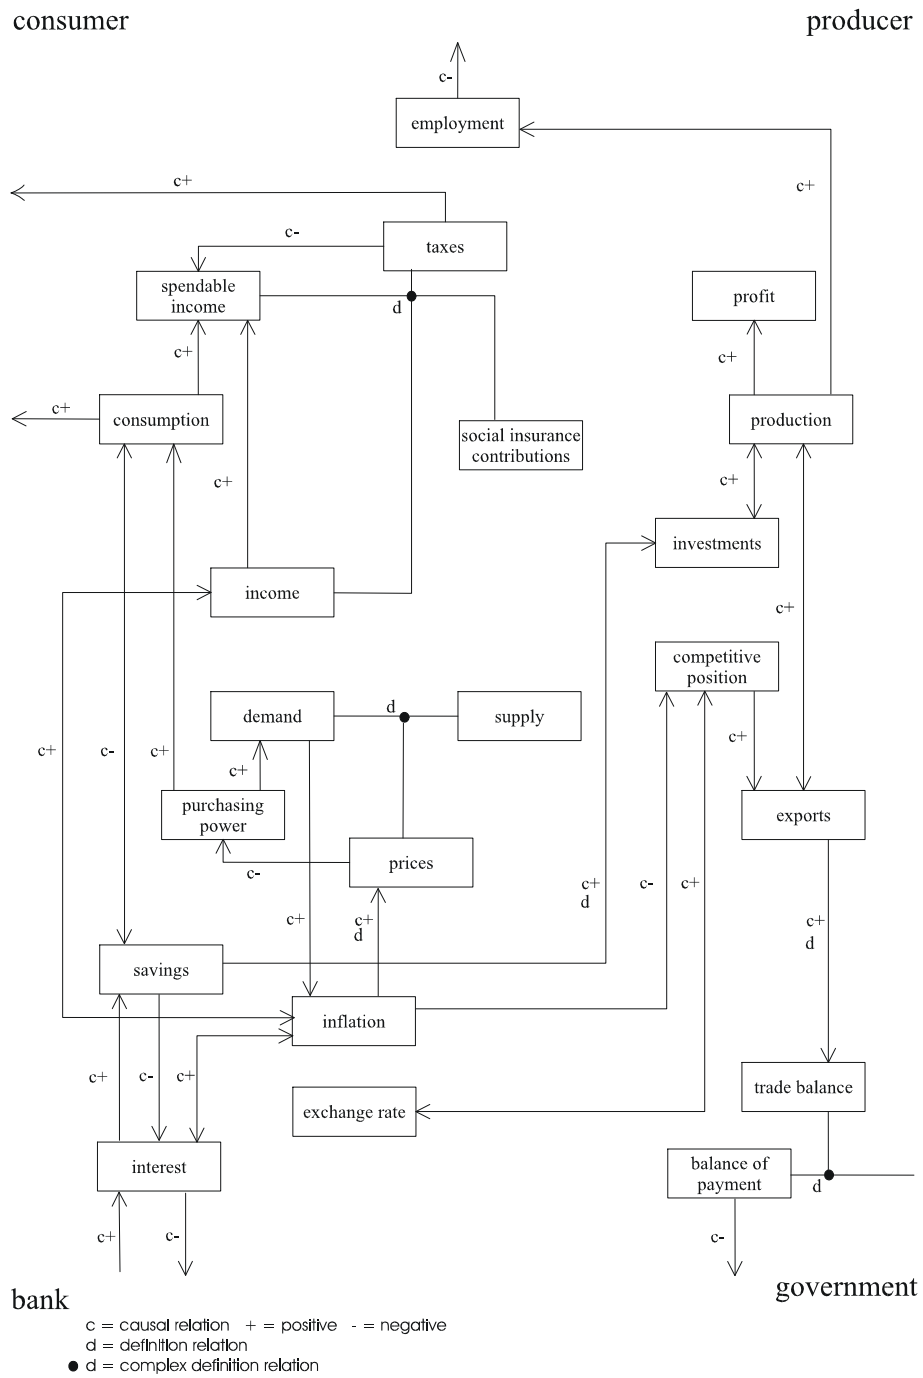 consumer
producer
c-
employment
c+
c+
taxes
c-
spendable
income
d
profit
c+
c+
c+
consumption
production
social insurance
contributions
c+
c+
investments
income
c+
competitive
position
demand
d
supply
c+
c+
c-
c+
c+
purchasing
power
exports
prices
c-
c+
d
c-
c+
c+
c+
d
c+
d
savings
inflation
c+
c-
c+
trade balance
exchange rate
interest
balance of
payment
d
c+
c-
c-
bank
government
c = causal relation + = positive - = negative
d = definition relation
● d = complex definition relation